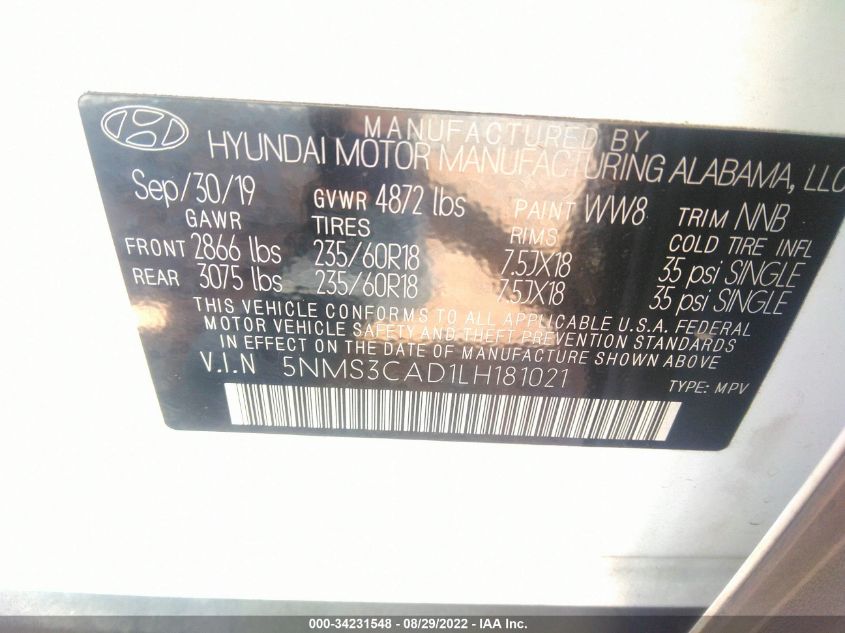 MANUFACTURED BY
HYUNDAI MOTOR MANUFACTURING ALABAMA, LLC
Sep/30/19 GVWR 4872 lbs PAINT WW8 TRIM NNB
GAWR TIRES RIMS COLD TIRE INFL
FRONT 2866 lbs 235/60R18 7.5JX18 35 psi SINGLE
REAR 3075 lbs 235/60R18 7.5JX18 35 psi SINGLE
THIS VEHICLE CONFORMS TO ALL APPLICABLE U.S.A. FEDERAL
MOTOR VEHICLE SAFETY AND THEFT PREVENTION STANDARDS
IN EFFECT ON THE DATE OF MANUFACTURE SHOWN ABOVE
V.I.N 5NMS3CAD1LH181021 TYPE: MPV
000-34231548 - 08/29/2022 - IAA Inc.